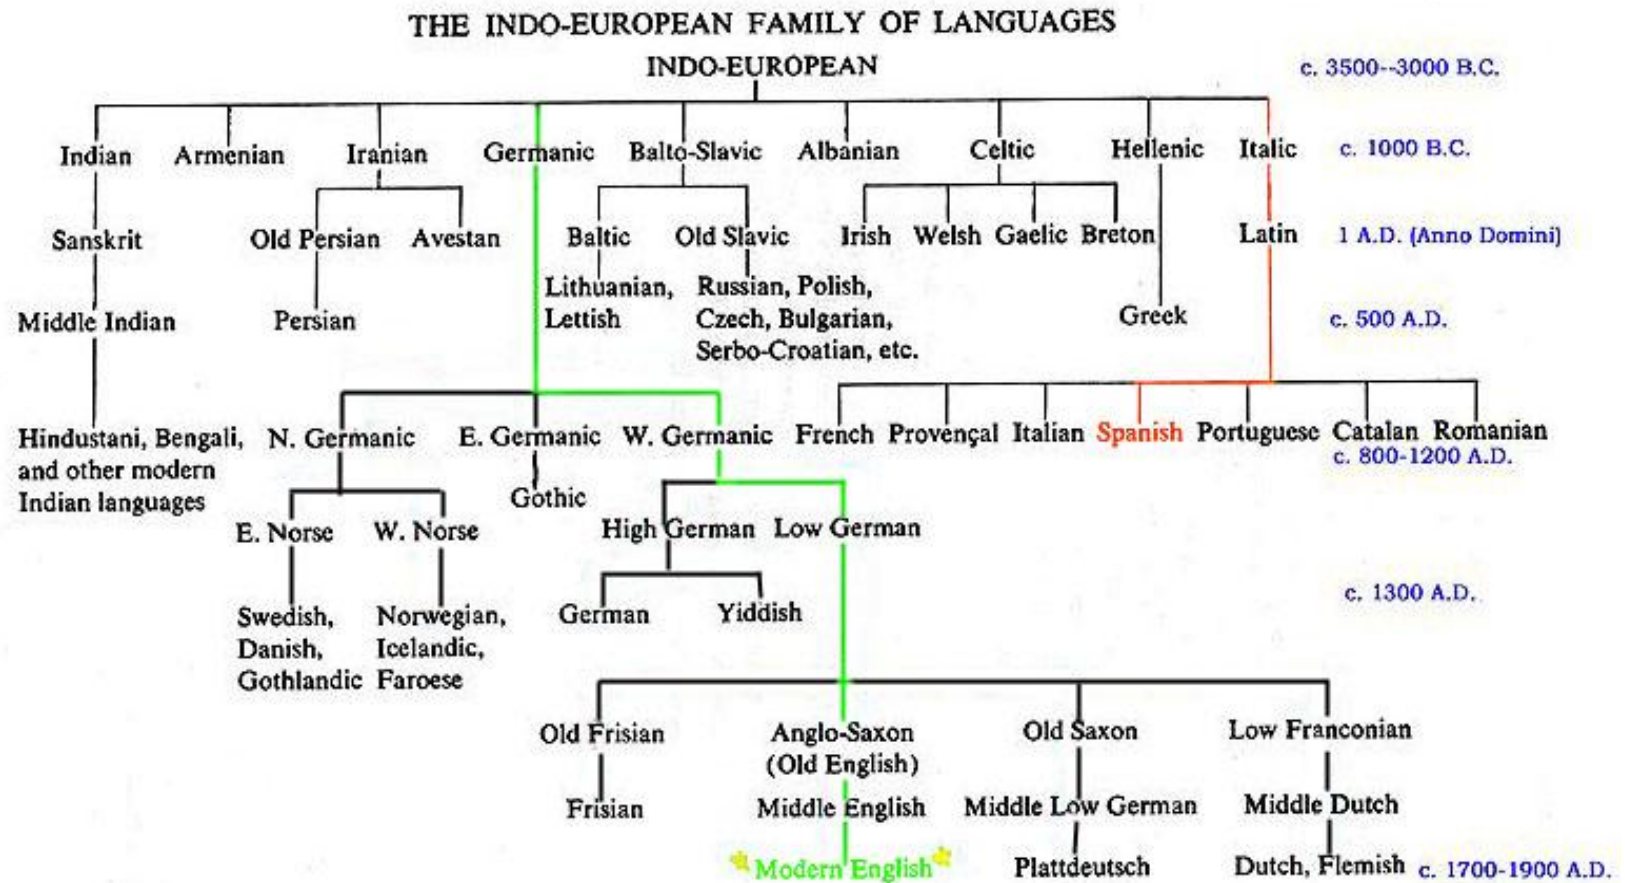 THE INDO-EUROPEAN FAMILY OF LANGUAGES
INDO-EUROPEAN
c. 3500--3000 B.C.
Indian Armenian Iranian Germanic Balto-Slavic Albanian Celtic Hellenic Italic c. 1000 B.C.
Sanskrit Old Persian Avestan Baltic Old Slavic Irish Welsh Gaelic Breton Latin 1 A.D. (Anno Domini)
Lithuanian, Russian, Polish,
Middle Indian Persian Lettish Czech, Bulgarian, Greek c. 500 A.D.
Serbo-Croatian, etc.
Hindustani, Bengali, N. Germanic E. Germanic W. Germanic French Provençal Italian Spanish Portuguese Catalan Romanian
and other modern c. 800-1200 A.D.
Indian languages Gothic
E. Norse W. Norse High German Low German
c. 1300 A.D.
Swedish, Norwegian, German Yiddish
Danish, Icelandic,
Gothlandic Faroese
Old Frisian Anglo-Saxon Old Saxon Low Franconian
(Old English)
Frisian Middle English Middle Low German Middle Dutch
Modern English Plattdeutsch Dutch, Flemish c. 1700-1900 A.D.